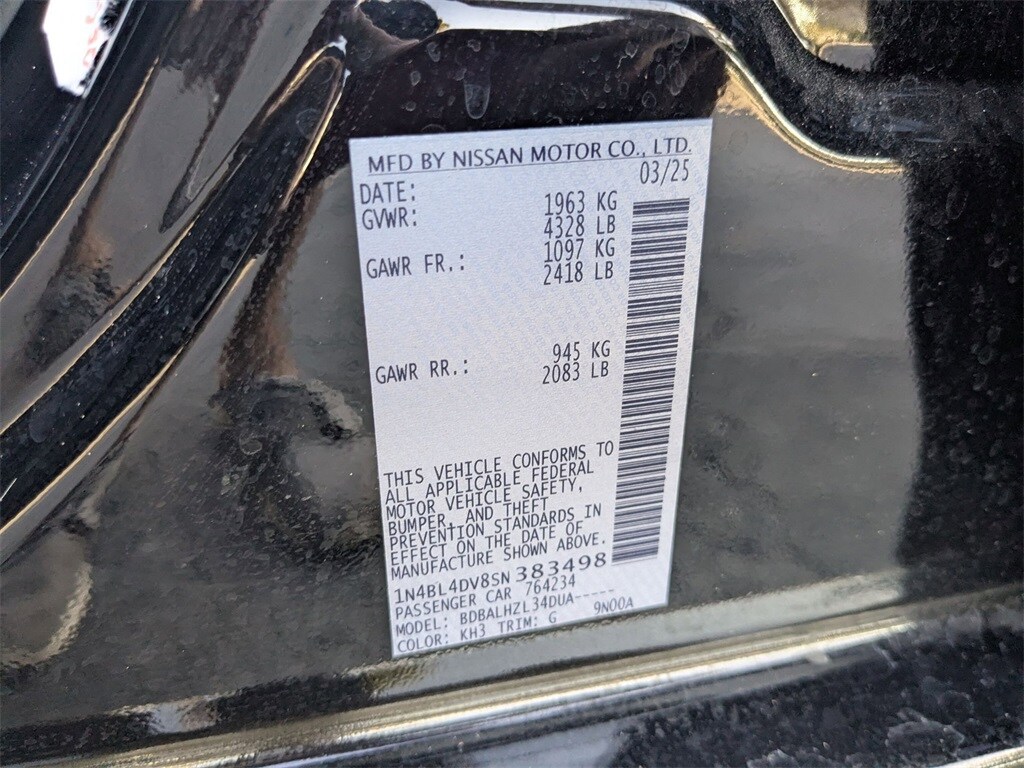 MFD BY NISSAN MOTOR CO., LTD.
DATE: 03/25
GVWR: 1963 KG
4328 LB
GAWR FR.: 1097 KG
2418 LB
GAWR RR.: 945 KG
2083 LB
THIS VEHICLE CONFORMS TO
ALL APPLICABLE FEDERAL
MOTOR VEHICLE SAFETY,
BUMPER, AND THEFT
PREVENTION STANDARDS IN
EFFECT ON THE DATE OF
MANUFACTURE SHOWN ABOVE.
1N4BL4DV8SN 383498
PASSENGER CAR 764234
MODEL: BDBALHZL34DUA-----
COLOR: KH3 TRIM: G 9N00A